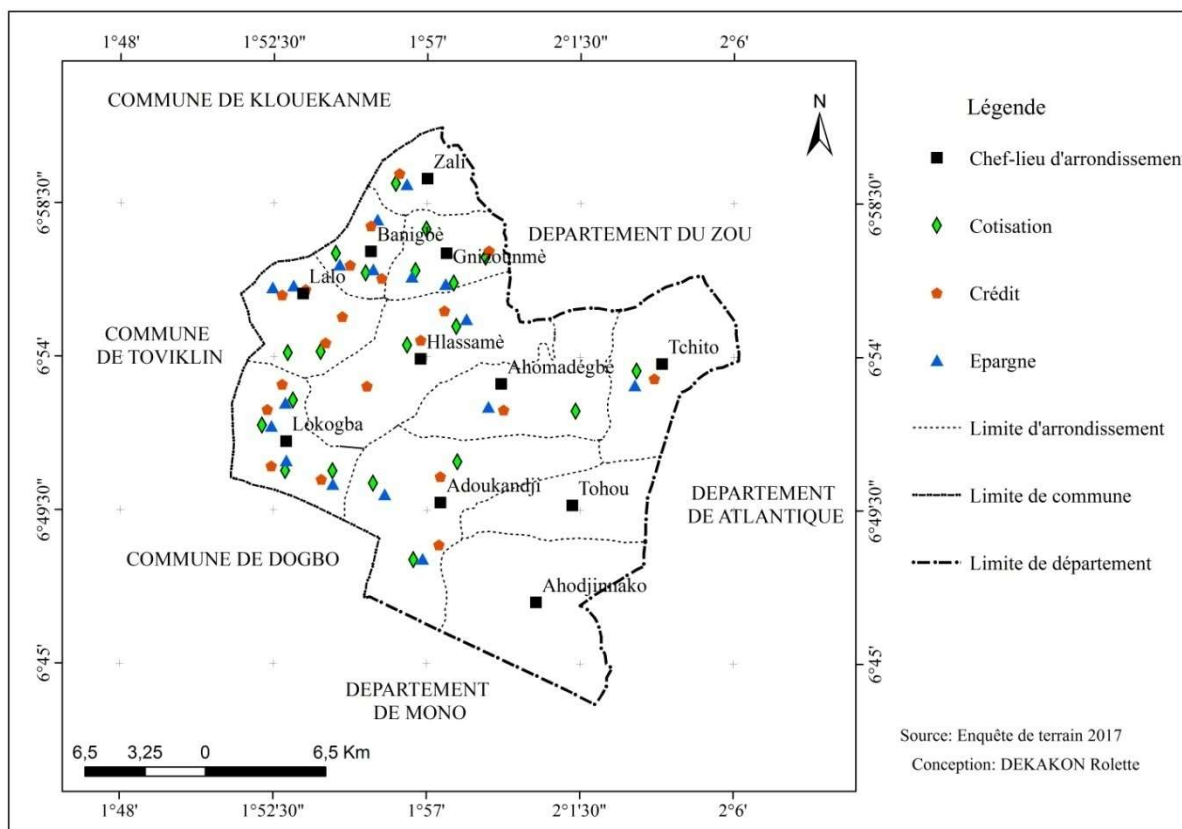 1°48' 1°52'30" 1°57' 2°1'30" 2°6'
COMMUNE DE KLOUEKANME
N
Légende
Zali
Chef-lieu d'arrondissement
6°58'30" 6°58'30"
Cotisation
Banigbè
DEPARTEMENT DU ZOU
Gnizounmè
Lalo
Crédit
COMMUNE
DE TOVIKLIN
Hlassamè
6°54' 6°54'
Tchito
Epargne
Ahomadégbé
Lokogba
Limite d'arrondissement
Adoukandji
Tohou
DEPARTEMENT
DE ATLANTIQUE
Limite de commune
6°49'30" 6°49'30"
COMMUNE DE DOGBO
Limite de département
Ahodjinnako
6°45' 6°45'
DEPARTEMENT
DE MONO
Source: Enquête de terrain 2017
6,5 3,25 0 6,5 Km
Conception: DEKAKON Rolette
1°48' 1°52'30" 1°57' 2°1'30" 2°6'